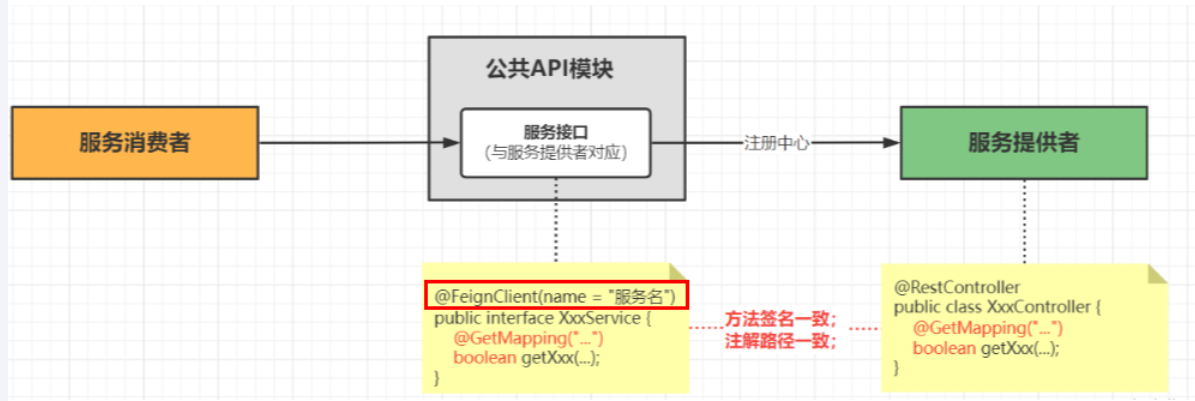 公共API模块
服务消费者
服务接口
(与服务提供者对应)
注册中心
服务提供者
@FeignClient(name = "服务名")
public interface XxxService {
@GetMapping("...")
boolean getXxx(...);
}
方法签名一致；
注解路径一致；
@RestController
public class XxxController {
@GetMapping("...")
boolean getXxx(...);
}